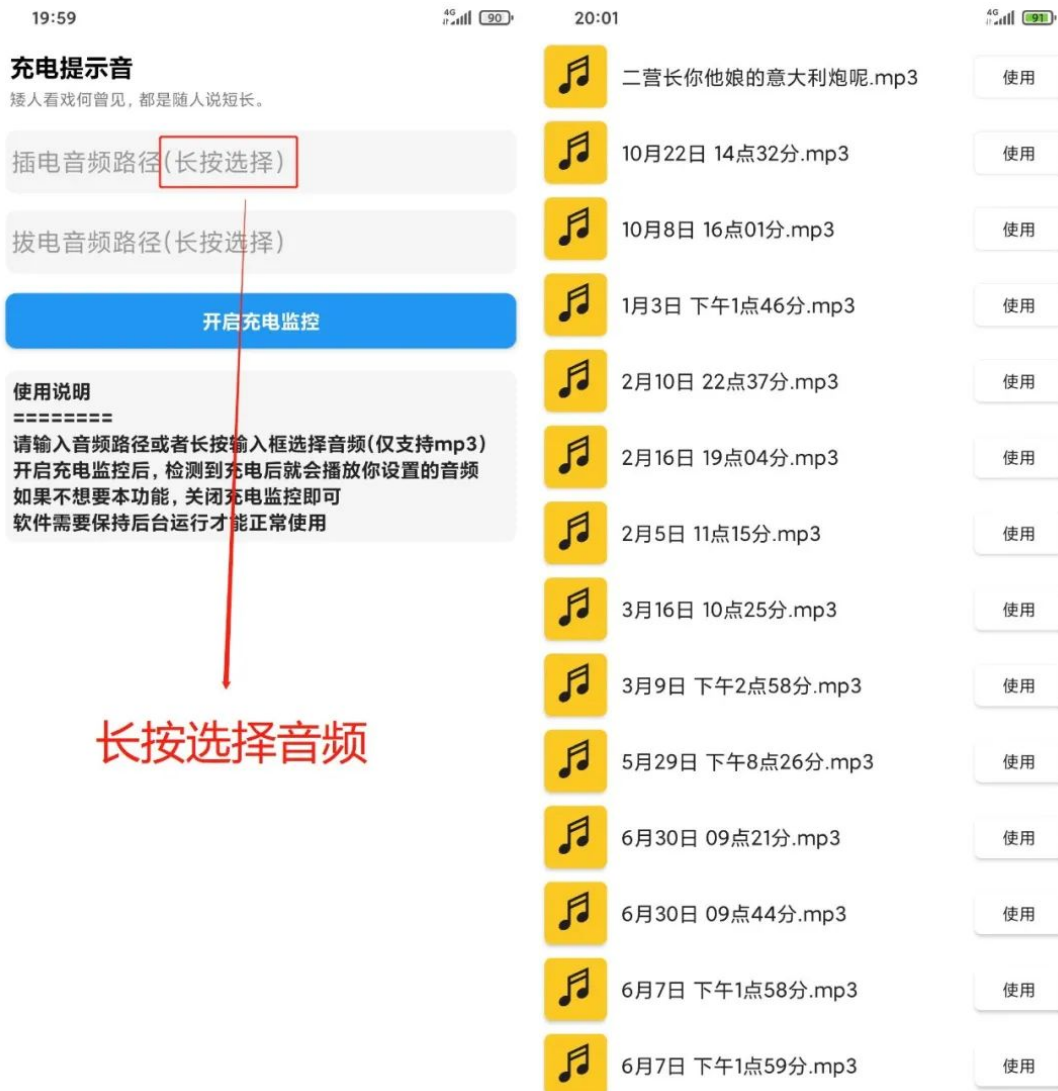 19:59
4G
90
充电提示音
矮人看戏何曾见，都是随人说短长。
插电音频路径(长按选择)
拔电音频路径(长按选择)
开启充电监控
使用说明
========
请输入音频路径或者长按输入框选择音频(仅支持mp3)
开启充电监控后，检测到充电后就会播放你设置的音频
如果不想要本功能，关闭充电监控即可
软件需要保持后台运行才能正常使用
长按选择音频
20:01
4G
91
二营长你他娘的意大利炮呢.mp3 使用
10月22日 14点32分.mp3 使用
10月8日 16点01分.mp3 使用
1月3日 下午1点46分.mp3 使用
2月10日 22点37分.mp3 使用
2月16日 19点04分.mp3 使用
2月5日 11点15分.mp3 使用
3月16日 10点25分.mp3 使用
3月9日 下午2点58分.mp3 使用
5月29日 下午8点26分.mp3 使用
6月30日 09点21分.mp3 使用
6月30日 09点44分.mp3 使用
6月7日 下午1点58分.mp3 使用
6月7日 下午1点59分.mp3 使用